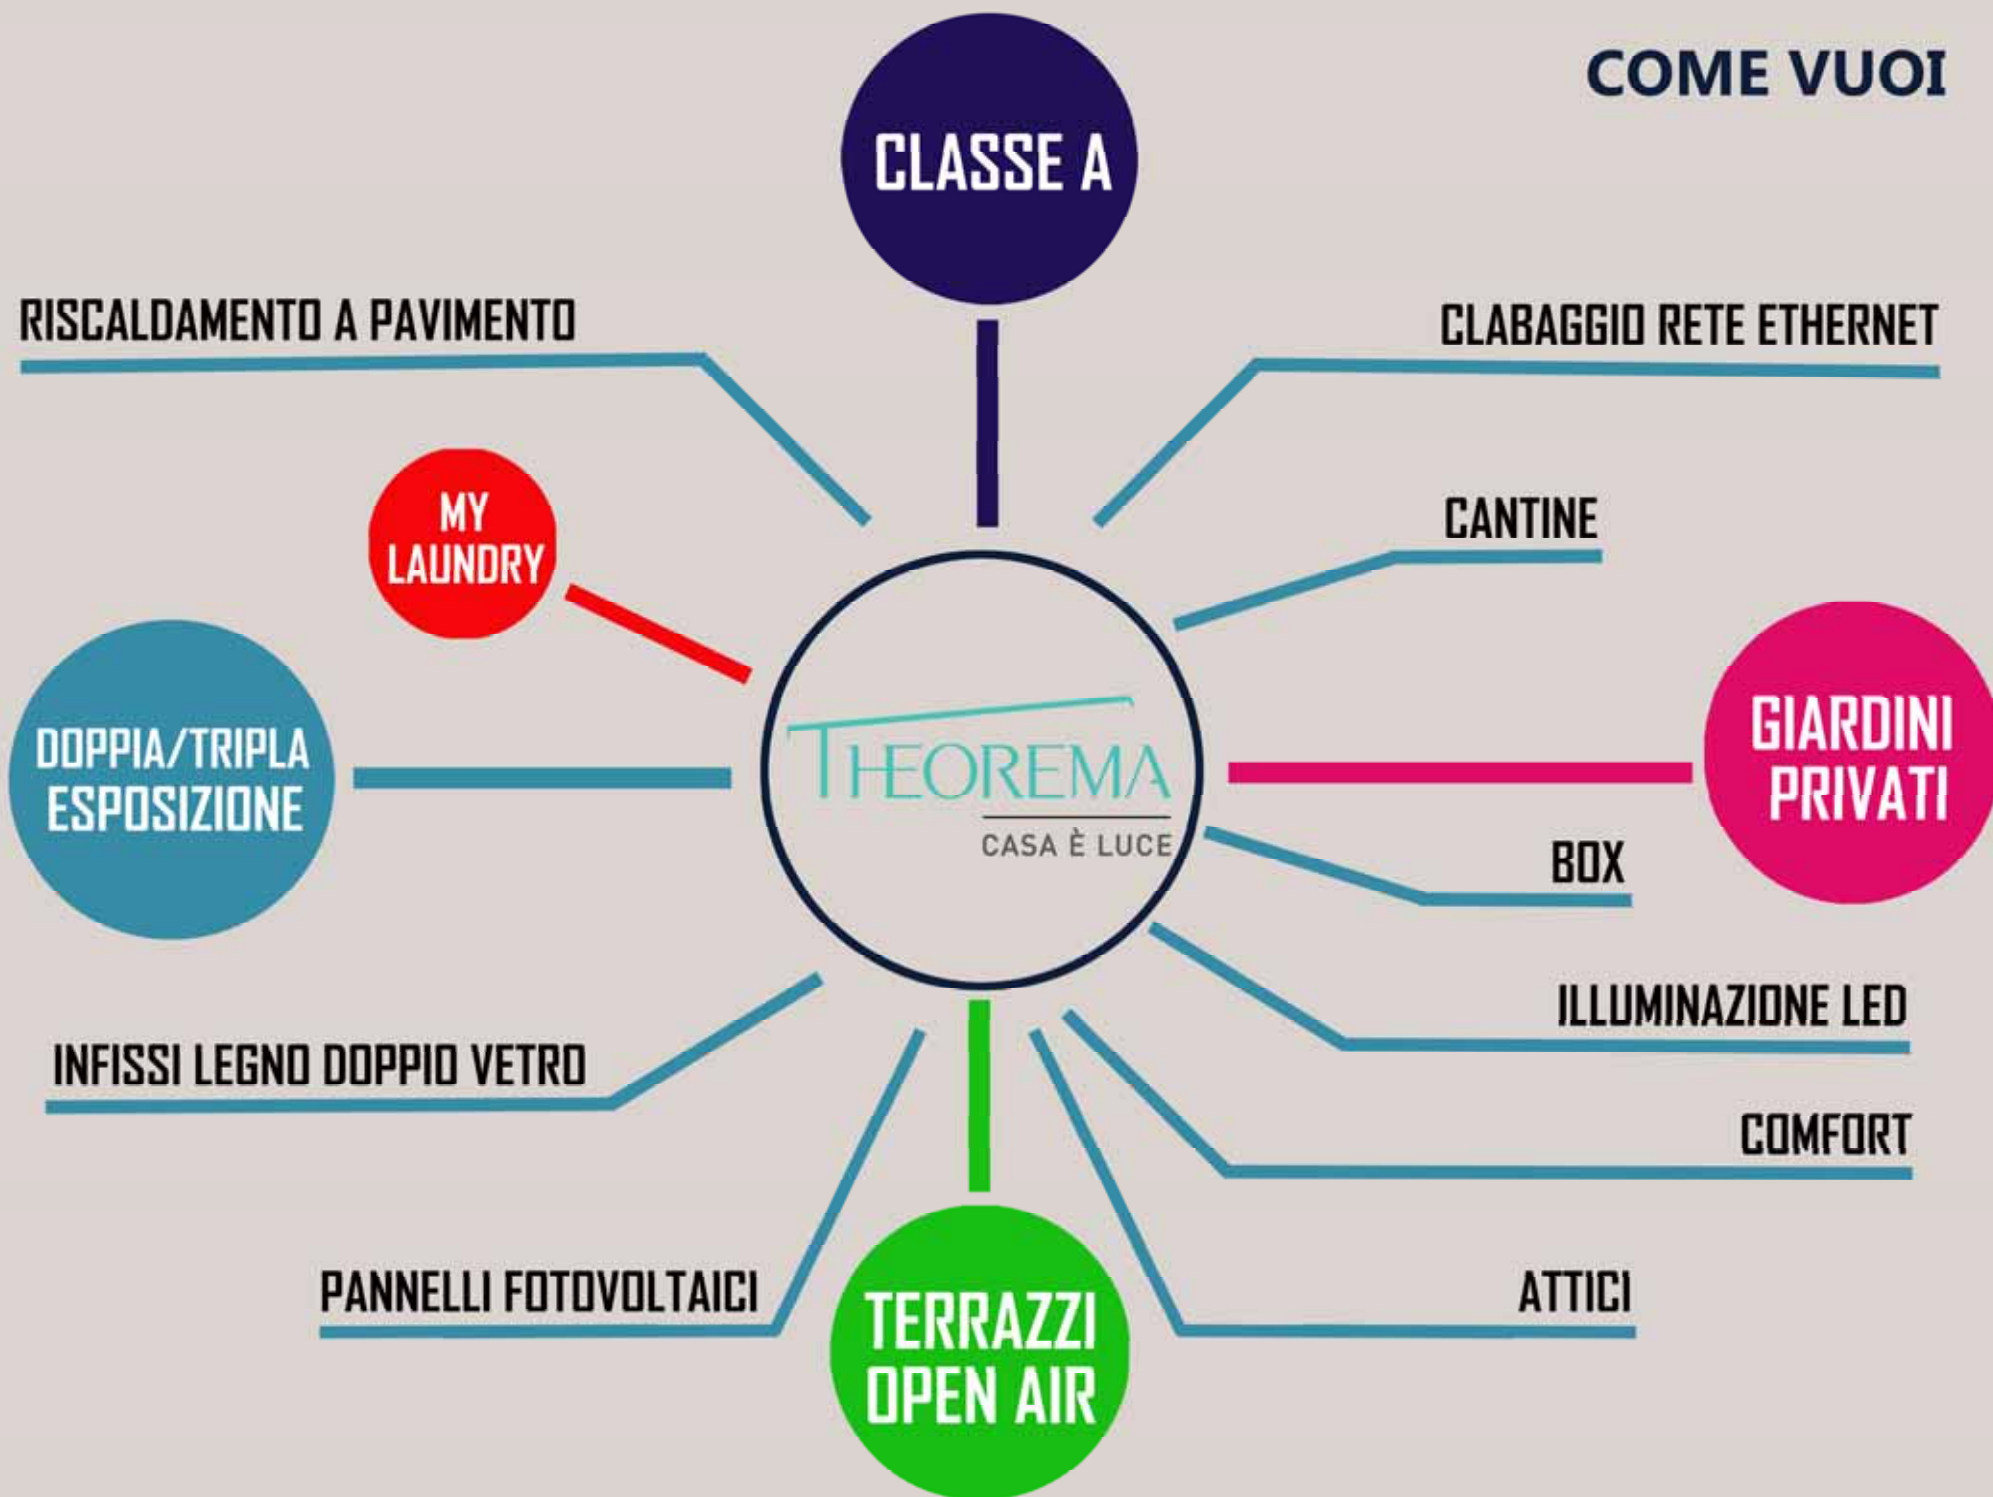 COME VUOI
CLASSE A
RISCALDAMENTO A PAVIMENTO
CLABAGGIO RETE ETHERNET
MY
LAUNDRY
CANTINE
DOPPIA/TRIPLA
ESPOSIZIONE
THEOREMA
CASA È LUCE
GIARDINI
PRIVATI
BOX
ILLUMINAZIONE LED
INFISSI LEGNO DOPPIO VETRO
COMFORT
PANNELLI FOTOVOLTAICI
TERRAZZI
OPEN AIR
ATTICI